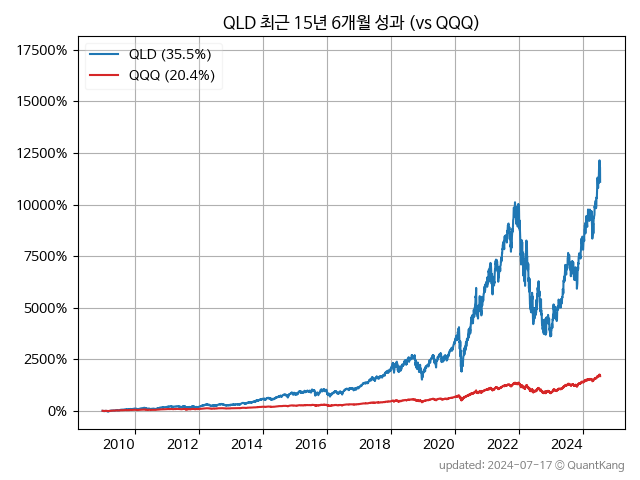 QLD 최근 15년 6개월 성과 (vs QQQ)
QLD (35.5%)
QQQ (20.4%)
17500%
15000%
12500%
10000%
7500%
5000%
2500%
0%
2010 2012 2014 2016 2018 2020 2022 2024
updated: 2024-07-17 © QuantKang